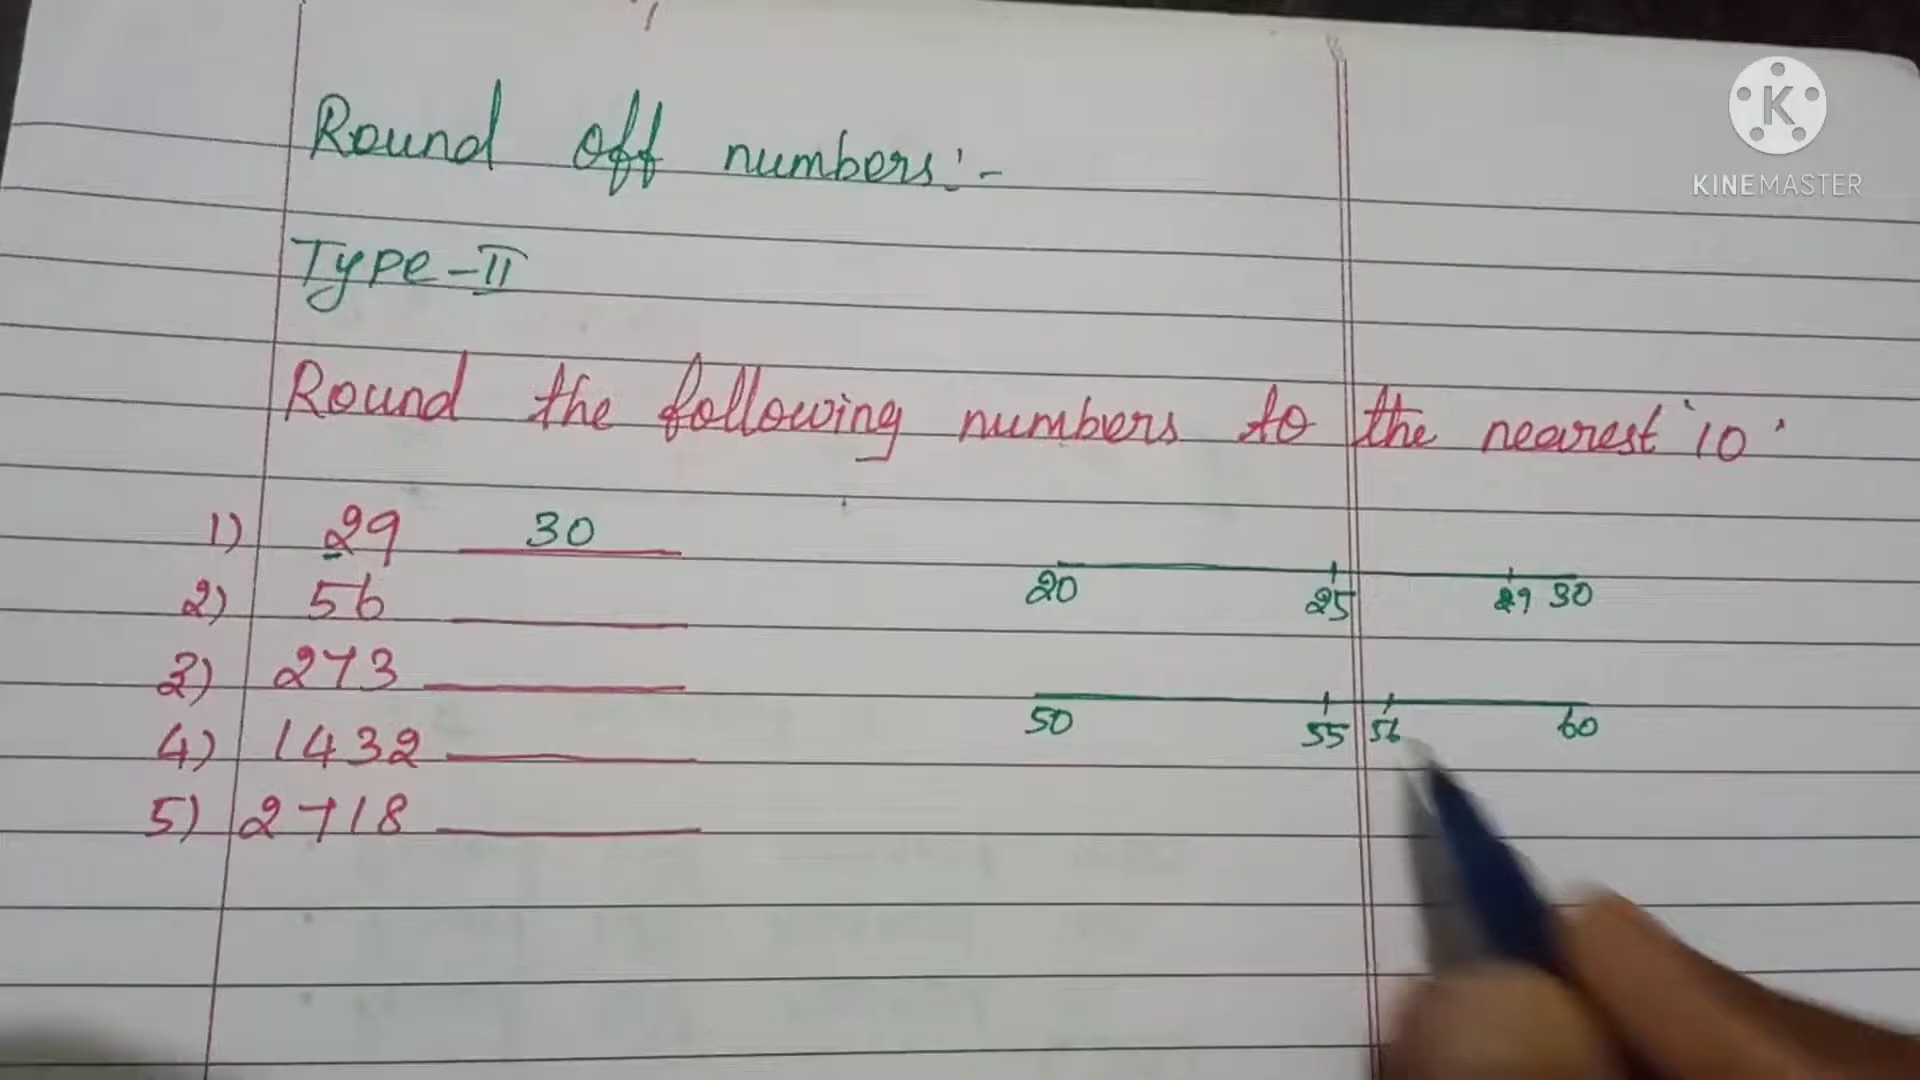 Round off numbers:-
KINEMASTER
Type-II
Round the following numbers to the nearest '10'
1) 29 30
2) 56
3) 273
4) 1432
5) 2718
20 25 29 30
50 55 56 60